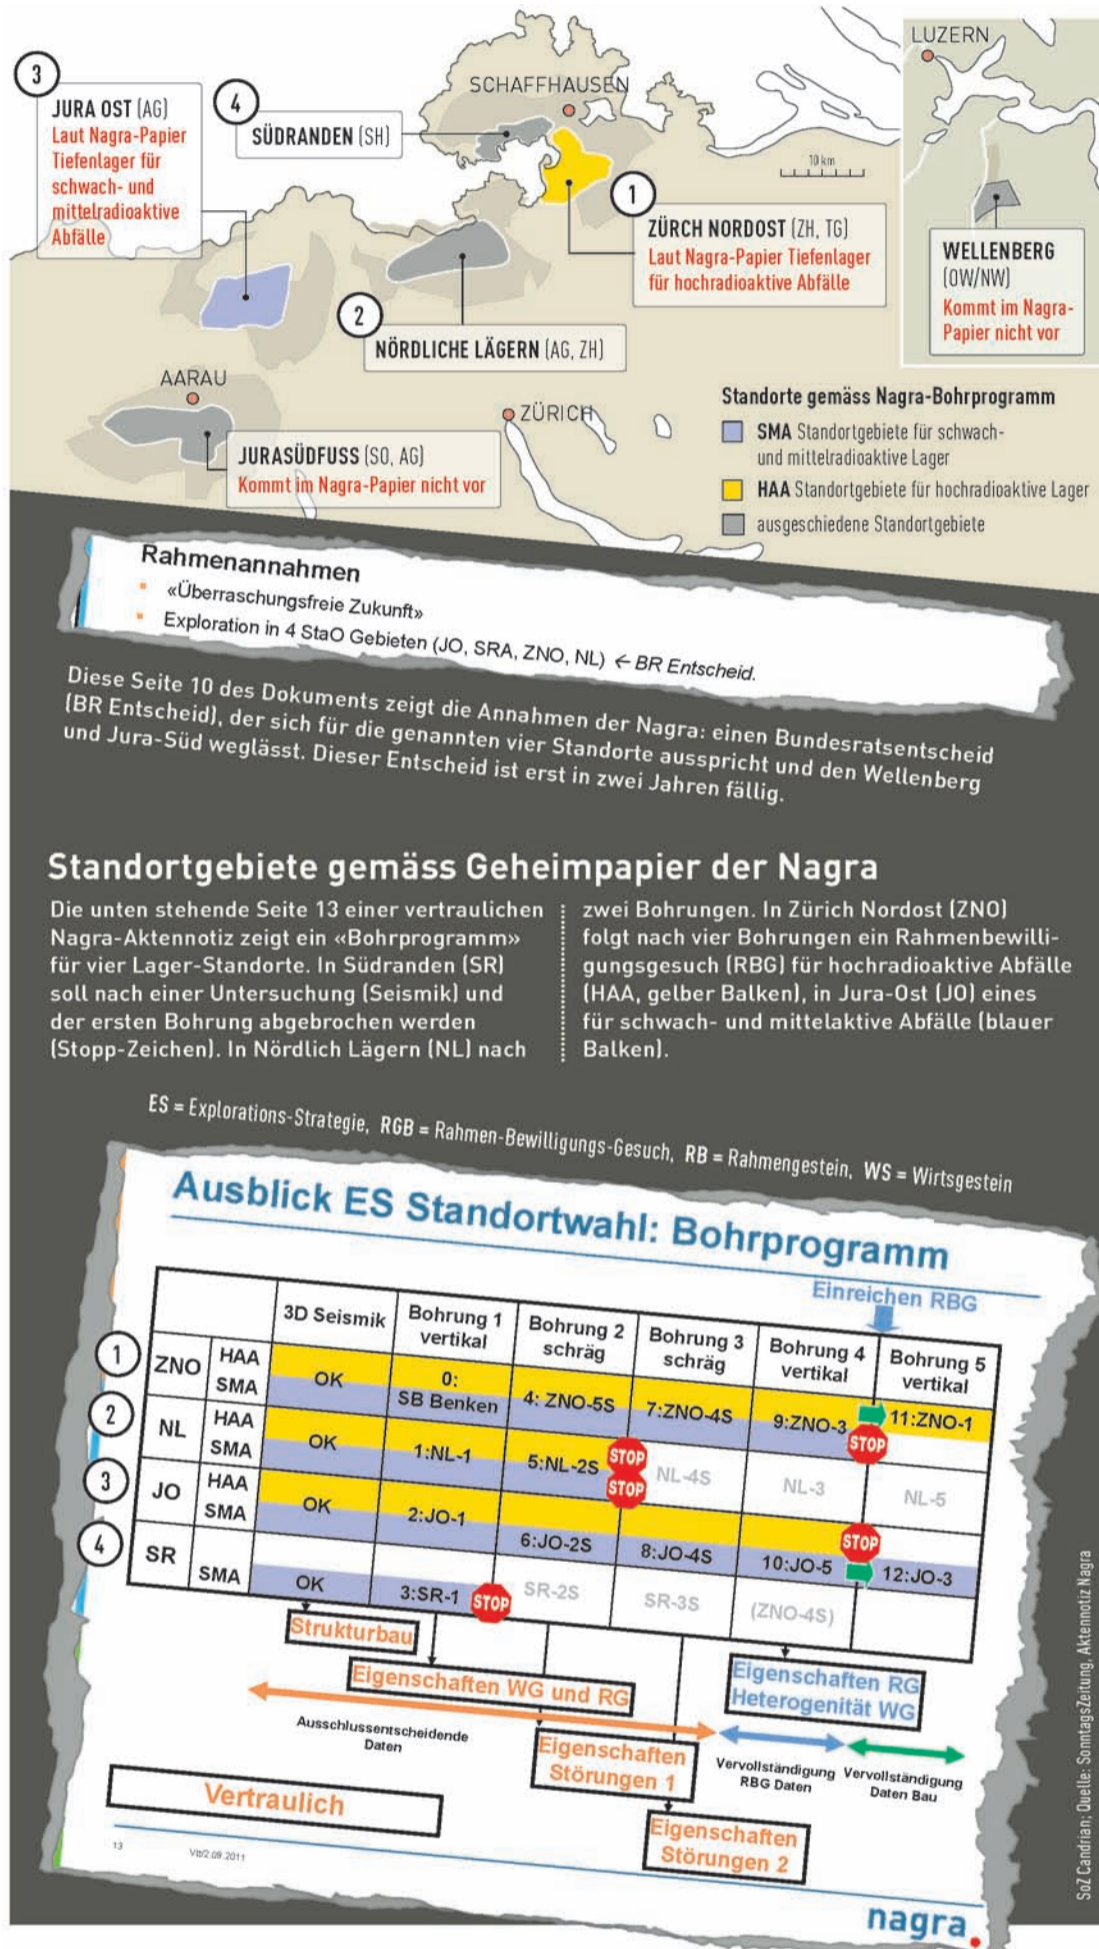 3
JURA OST (AG)
Laut Nagra-Papier
Tiefenlager für
schwach- und
mittelradioaktive
Abfälle
4
SÜDRANDEN (SH)
SCHAFFHAUSEN
10 km
LUZERN
1
ZÜRCH NORDOST (ZH, TG)
Laut Nagra-Papier Tiefenlager
für hochradioaktive Abfälle
WELLENBERG
(OW/NW)
Kommt im Nagra-
Papier nicht vor
2
NÖRDLICHE LÄGERN (AG, ZH)
AARAU
ZÜRICH
JURASÜDFUSS (SO, AG)
Kommt im Nagra-Papier nicht vor
Standorte gemäss Nagra-Bohrprogramm
SMA Standortgebiete für schwach-
und mittelradioaktive Lager
HAA Standortgebiete für hochradioaktive Lager
ausgeschiedene Standortgebiete
Rahmenannahmen
▪ «Überraschungsfreie Zukunft»
▪ Exploration in 4 StaO Gebieten (JO, SRA, ZNO, NL) ← BR Entscheid.
Diese Seite 10 des Dokuments zeigt die Annahmen der Nagra: einen Bundesratsentscheid
(BR Entscheid), der sich für die genannten vier Standorte ausspricht und den Wellenberg
und Jura-Süd weglässt. Dieser Entscheid ist erst in zwei Jahren fällig.
Standortgebiete gemäss Geheimpapier der Nagra
Die unten stehende Seite 13 einer vertraulichen
Nagra-Aktennotiz zeigt ein «Bohrprogramm»
für vier Lager-Standorte. In Südranden (SR)
soll nach einer Untersuchung (Seismik) und
der ersten Bohrung abgebrochen werden
(Stopp-Zeichen). In Nördlich Lägern (NL) nach
zwei Bohrungen. In Zürich Nordost (ZNO)
folgt nach vier Bohrungen ein Rahmenbewilli-
gungsgesuch (RBG) für hochradioaktive Abfälle
(HAA, gelber Balken), in Jura-Ost (JO) eines
für schwach- und mittelaktive Abfälle (blauer
Balken).
ES = Explorations-Strategie, RGB = Rahmen-Bewilligungs-Gesuch, RB = Rahmengestein, WS = Wirtsgestein
Ausblick ES Standortwahl: Bohrprogramm
Einreichen RBG
3D Seismik
Bohrung 1
vertikal
Bohrung 2
schräg
Bohrung 3
schräg
Bohrung 4
vertikal
Bohrung 5
vertikal
1
ZNO
HAA
SMA
OK
0:
SB Benken
4: ZNO-5S
7:ZNO-4S
9:ZNO-3
STOP
11:ZNO-1
2
NL
HAA
SMA
OK
1:NL-1
5:NL-2S
STOP
STOP
NL-4S
NL-3
NL-5
3
JO
HAA
SMA
OK
2:JO-1
6:JO-2S
8:JO-4S
10:JO-5
STOP
12:JO-3
4
SR
SMA
OK
3:SR-1
STOP
SR-2S
SR-3S
(ZNO-4S)
Strukturbau
Eigenschaften WG und RG
Eigenschaften RG
Heterogenität WG
Ausschlussentscheidende
Daten
Eigenschaften
Störungen 1
Vervollständigung
RBG Daten
Vervollständigung
Daten Bau
Vertraulich
Eigenschaften
Störungen 2
13
Vtr/2.09.2011
nagra.
SoZ Candrian; Quelle: SonntagsZeitung, Aktennotiz Nagra